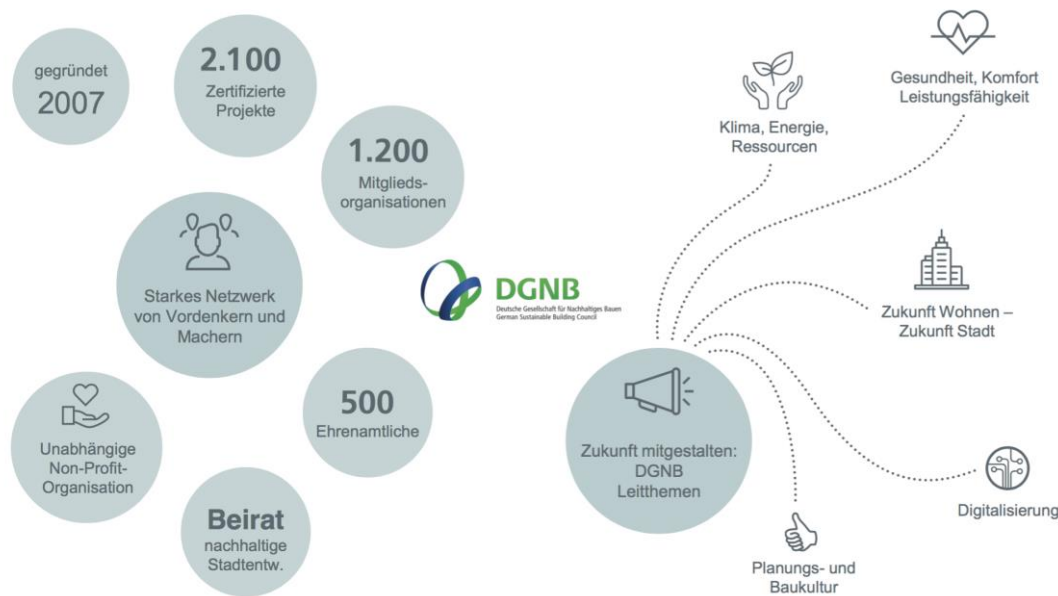 gegründet
2007
2.100
Zertifizierte
Projekte
1.200
Mitglieds-
organisationen
Starkes Netzwerk
von Vordenkern und
Machern
500
Ehrenamtliche
Unabhängige
Non-Profit-
Organisation
Beirat
nachhaltige
Stadtentw.
DGNB
Deutsche Gesellschaft für Nachhaltiges Bauen
German Sustainable Building Council
Klima, Energie,
Ressourcen
Gesundheit, Komfort
Leistungsfähigkeit
Zukunft Wohnen –
Zukunft Stadt
Zukunft mitgestalten:
DGNB
Leitthemen
Digitalisierung
Planungs- und
Baukultur